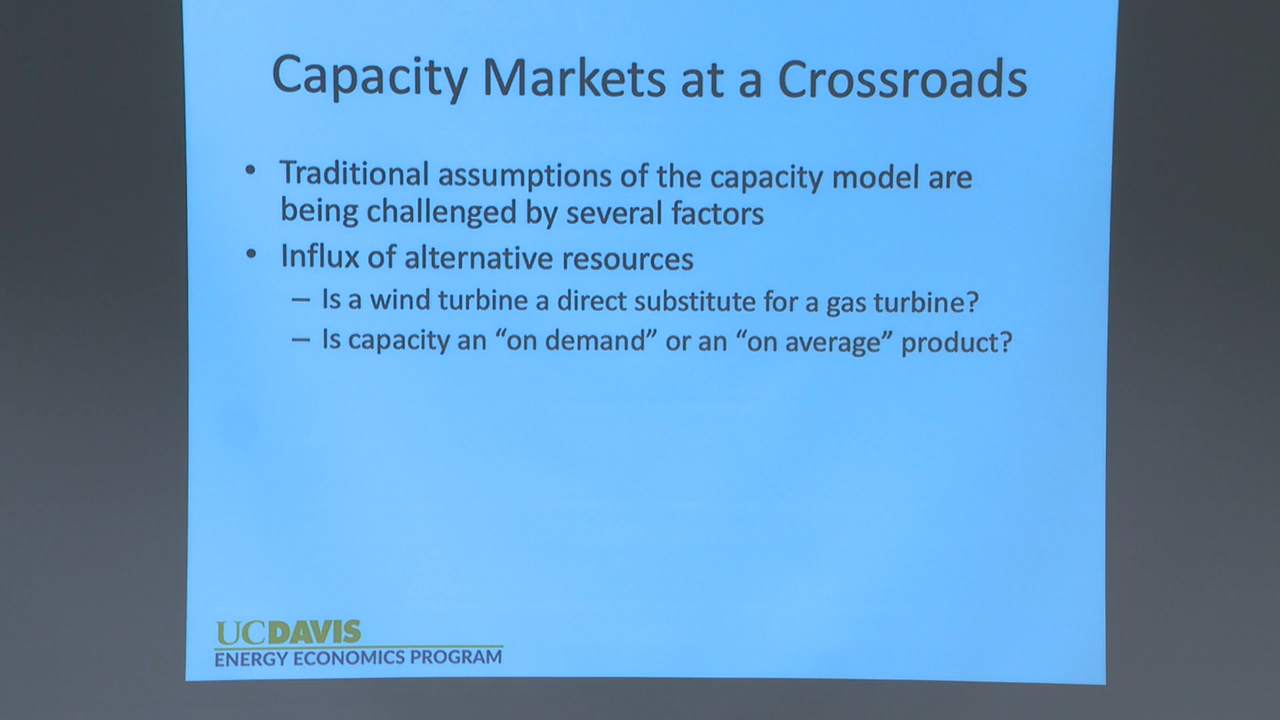 Capacity Markets at a Crossroads
• Traditional assumptions of the capacity model are
being challenged by several factors
• Influx of alternative resources
– Is a wind turbine a direct substitute for a gas turbine?
– Is capacity an “on demand” or an “on average” product?
UCDAVIS
ENERGY ECONOMICS PROGRAM